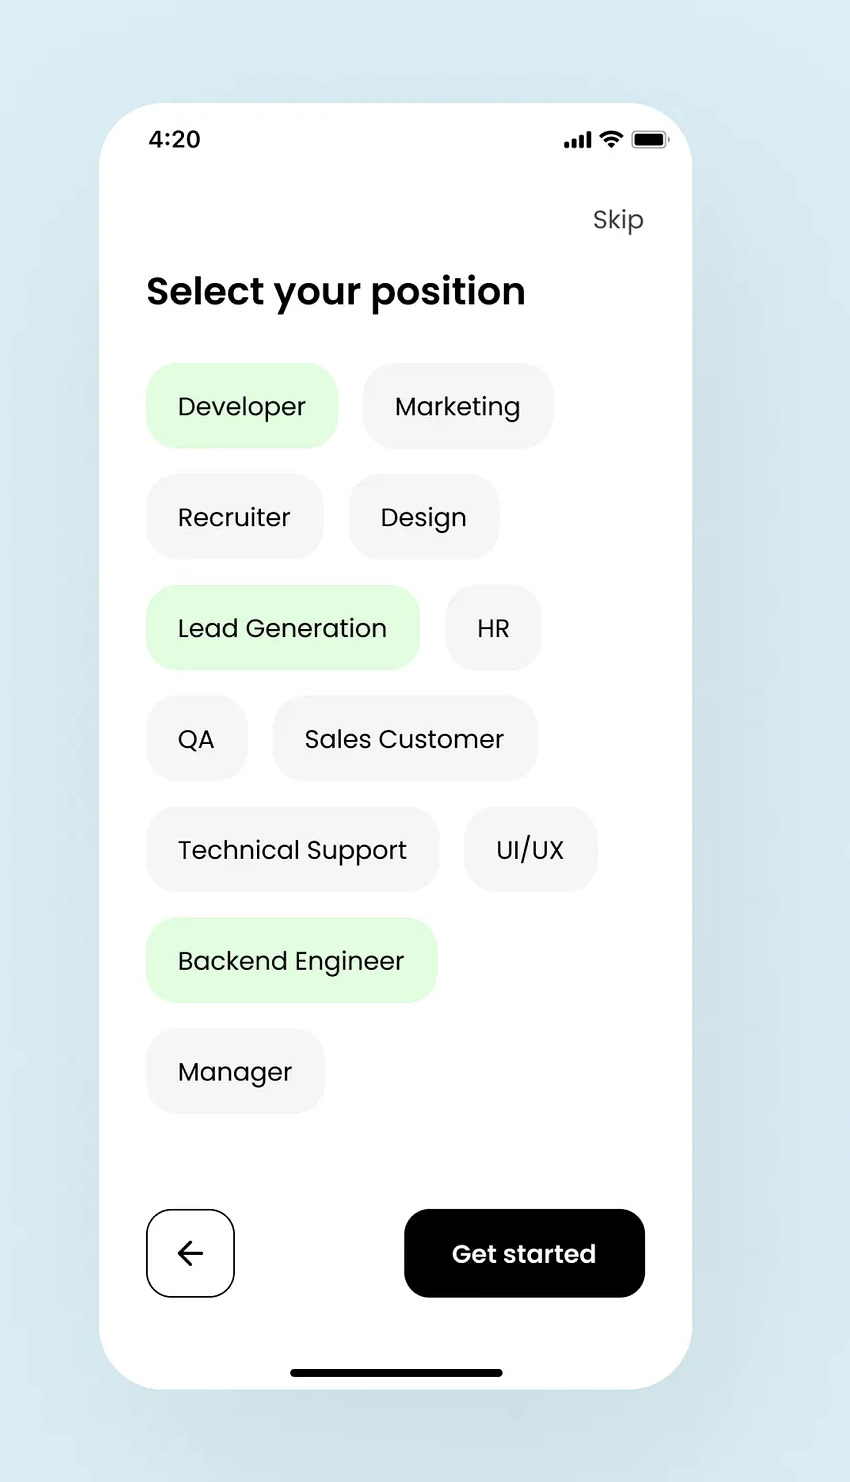 4:20
Skip
Select your position
Developer
Marketing
Recruiter
Design
Lead Generation
HR
QA
Sales Customer
Technical Support
UI/UX
Backend Engineer
Manager
Get started